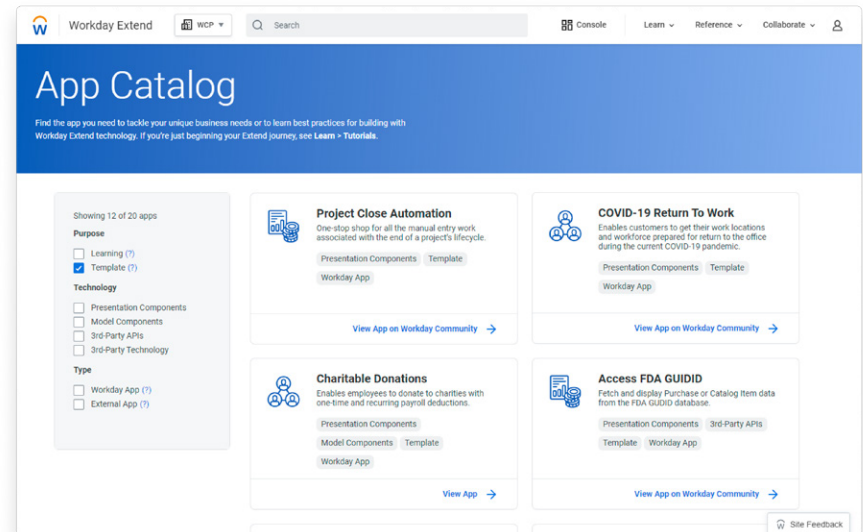 Workday Extend
WCP
Search
Console
Learn
Reference
Collaborate
App Catalog
Find the app you need to tackle your unique business needs or to learn best practices for building with
Workday Extend technology. If you're just beginning your Extend journey, see Learn > Tutorials.
Showing 12 of 20 apps
Purpose
Learning (?)
Template (?)
Technology
Presentation Components
Model Components
3rd-Party APIs
3rd-Party Technology
Type
Workday App (?)
External App (?)
Project Close Automation
One-stop shop for all the manual entry work
associated with the end of a project's lifecycle.
Presentation Components Template
Workday App
View App on Workday Community
COVID-19 Return To Work
Enables customers to get their work locations
and workforce prepared for return to the office
during the current COVID-19 pandemic.
Presentation Components Template
Workday App
View App on Workday Community
Charitable Donations
Enables employees to donate to charities with
one-time and recurring payroll deductions.
Presentation Components
Model Components Template
Workday App
View App
Access FDA GUIDID
Fetch and display Purchase or Catalog Item data
from the FDA GUDID database.
Presentation Components 3rd-Party APIs
Template Workday App
View App on Workday Community
Site Feedback